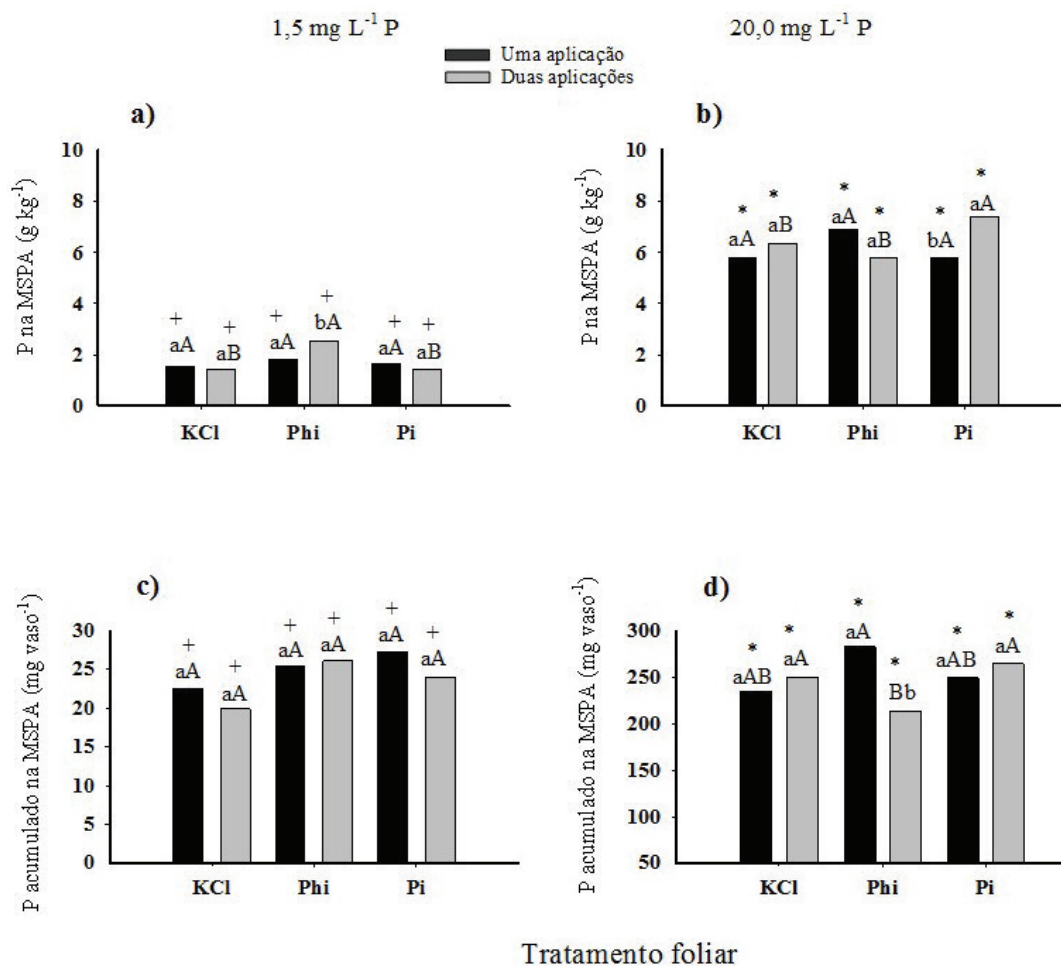 1,5 mg L⁻¹ P
20,0 mg L⁻¹ P
Uma aplicação
Duas aplicações
a)
P na MSPA (g kg⁻¹)
10
8
6
4
2
0
+ + + + + +
aA aB aA bA aA aB
KCl Phi Pi
b)
P na MSPA (g kg⁻¹)
10
8
6
4
2
0
* * * * * *
aA aB aA aB bA aA
KCl Phi Pi
c)
P acumulado na MSPA (mg vaso⁻¹)
30
25
20
15
10
5
0
+ + + + + +
aA aA aA aA aA aA
KCl Phi Pi
d)
P acumulado na MSPA (mg vaso⁻¹)
300
250
200
150
100
50
* * * * * *
aAB aA aA Bb aAB aA
KCl Phi Pi
Tratamento foliar